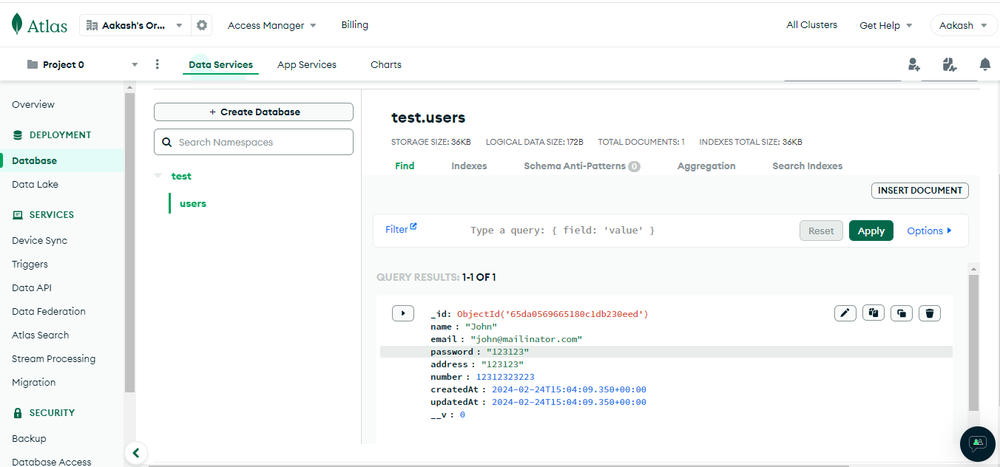 Atlas
Aakash's Or...
Access Manager
Billing
All Clusters
Get Help
Aakash
Project 0
Data Services
App Services
Charts
Overview
DEPLOYMENT
Database
Data Lake
SERVICES
Device Sync
Triggers
Data API
Data Federation
Atlas Search
Stream Processing
Migration
SECURITY
Backup
Database Access
+ Create Database
Search Namespaces
test
users
test.users
STORAGE SIZE: 36KB LOGICAL DATA SIZE: 172B TOTAL DOCUMENTS: 1 INDEXES TOTAL SIZE: 36KB
Find Indexes Schema Anti-Patterns 0 Aggregation Search Indexes
INSERT DOCUMENT
Filter Type a query: { field: 'value' } Reset Apply Options
QUERY RESULTS: 1-1 OF 1
_id: ObjectId('65da0569665180c1db230eed')
name : "John"
email : "john@mailinator.com"
password : "123123"
address : "123123"
number : 12312323223
createdAt : 2024-02-24T15:04:09.350+00:00
updatedAt : 2024-02-24T15:04:09.350+00:00
__v : 0